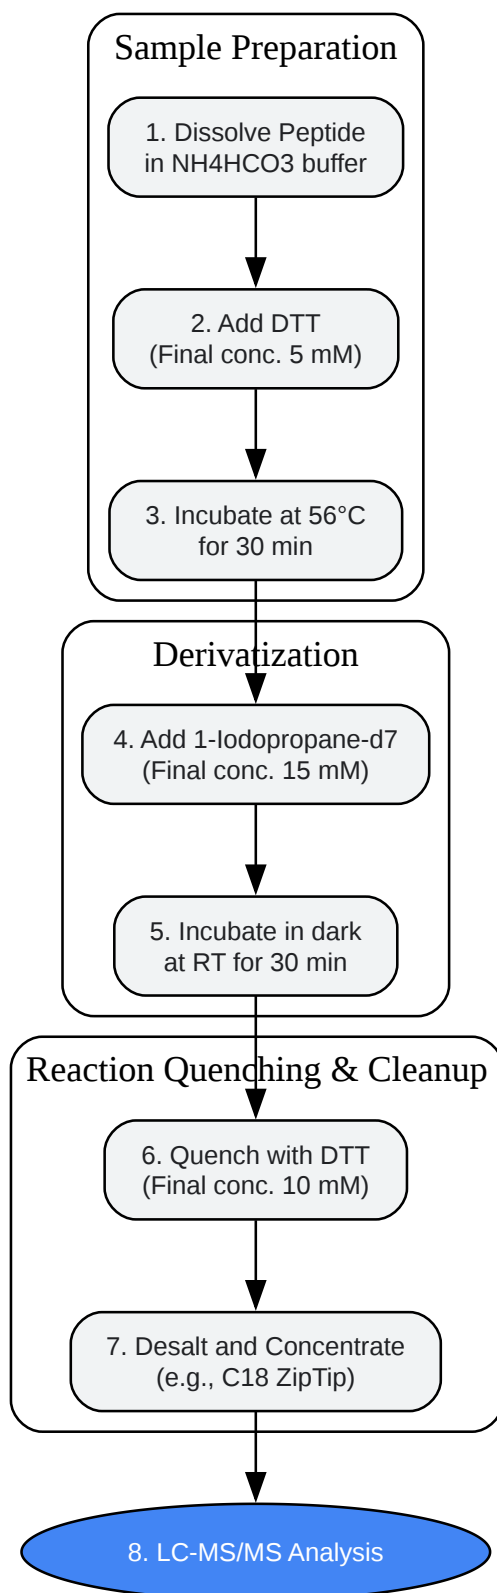 Sample Preparation
1. Dissolve Peptide
in NH4HCO3 buffer
2. Add DTT
(Final conc. 5 mM)
3. Incubate at 56°C
for 30 min
Derivatization
4. Add 1-Iodopropane-d7
(Final conc. 15 mM)
5. Incubate in dark
at RT for 30 min
Reaction Quenching & Cleanup
6. Quench with DTT
(Final conc. 10 mM)
7. Desalt and Concentrate
(e.g., C18 ZipTip)
8. LC-MS/MS Analysis